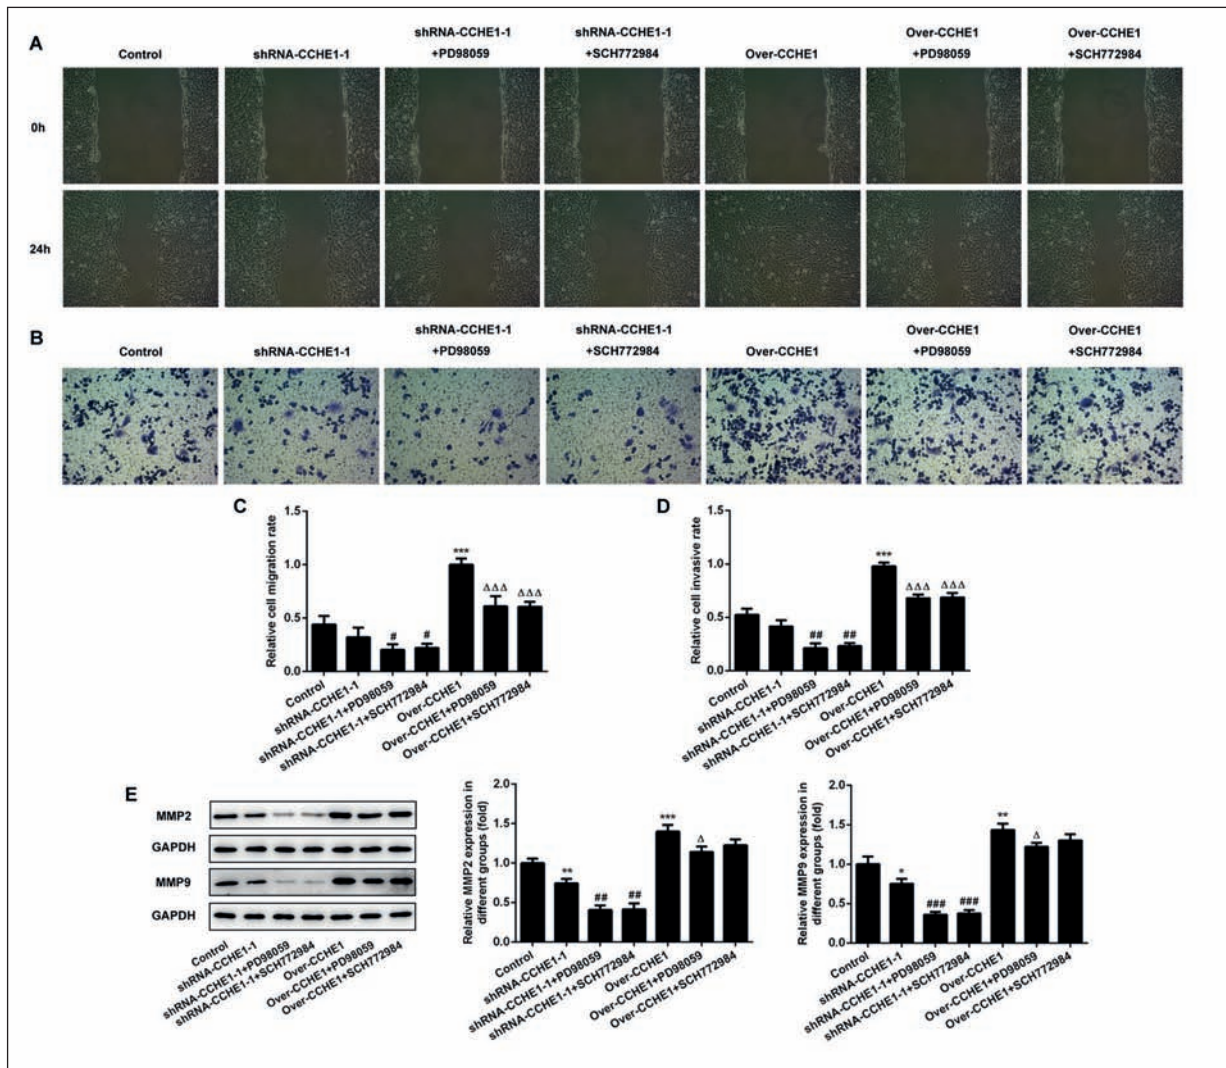 A
Control
shRNA-CCHE1-1
shRNA-CCHE1-1
+PD98059
shRNA-CCHE1-1
+SCH772984
Over-CCHE1
Over-CCHE1
+PD98059
Over-CCHE1
+SCH772984
0h
24h
B
Control
shRNA-CCHE1-1
shRNA-CCHE1-1
+PD98059
shRNA-CCHE1-1
+SCH772984
Over-CCHE1
Over-CCHE1
+PD98059
Over-CCHE1
+SCH772984
C
Relative cell migration rate
1.5
1.0
0.5
0.0
#
#
***
ΔΔΔ
ΔΔΔ
Control
shRNA-CCHE1-1
shRNA-CCHE1-1+PD98059
shRNA-CCHE1-1+SCH772984
Over-CCHE1
Over-CCHE1+PD98059
Over-CCHE1+SCH772984
D
Relative cell invasive rate
1.5
1.0
0.5
0.0
##
##
***
ΔΔΔ
ΔΔΔ
Control
shRNA-CCHE1-1
shRNA-CCHE1-1+PD98059
shRNA-CCHE1-1+SCH772984
Over-CCHE1
Over-CCHE1+PD98059
Over-CCHE1+SCH772984
E
MMP2
GAPDH
MMP9
GAPDH
Control
shRNA-CCHE1-1
shRNA-CCHE1-1+PD98059
shRNA-CCHE1-1+SCH772984
Over-CCHE1
Over-CCHE1+PD98059
Over-CCHE1+SCH772984
Relative MMP2 expression in
different groups (fold)
2.0
1.5
1.0
0.5
0.0
**
##
##
***
Δ
Control
shRNA-CCHE1-1
shRNA-CCHE1-1+PD98059
shRNA-CCHE1-1+SCH772984
Over-CCHE1
Over-CCHE1+PD98059
Over-CCHE1+SCH772984
Relative MMP9 expression in
different groups (fold)
2.0
1.5
1.0
0.5
0.0
*
###
###
**
Δ
Control
shRNA-CCHE1-1
shRNA-CCHE1-1+PD98059
shRNA-CCHE1-1+SCH772984
Over-CCHE1
Over-CCHE1+PD98059
Over-CCHE1+SCH772984